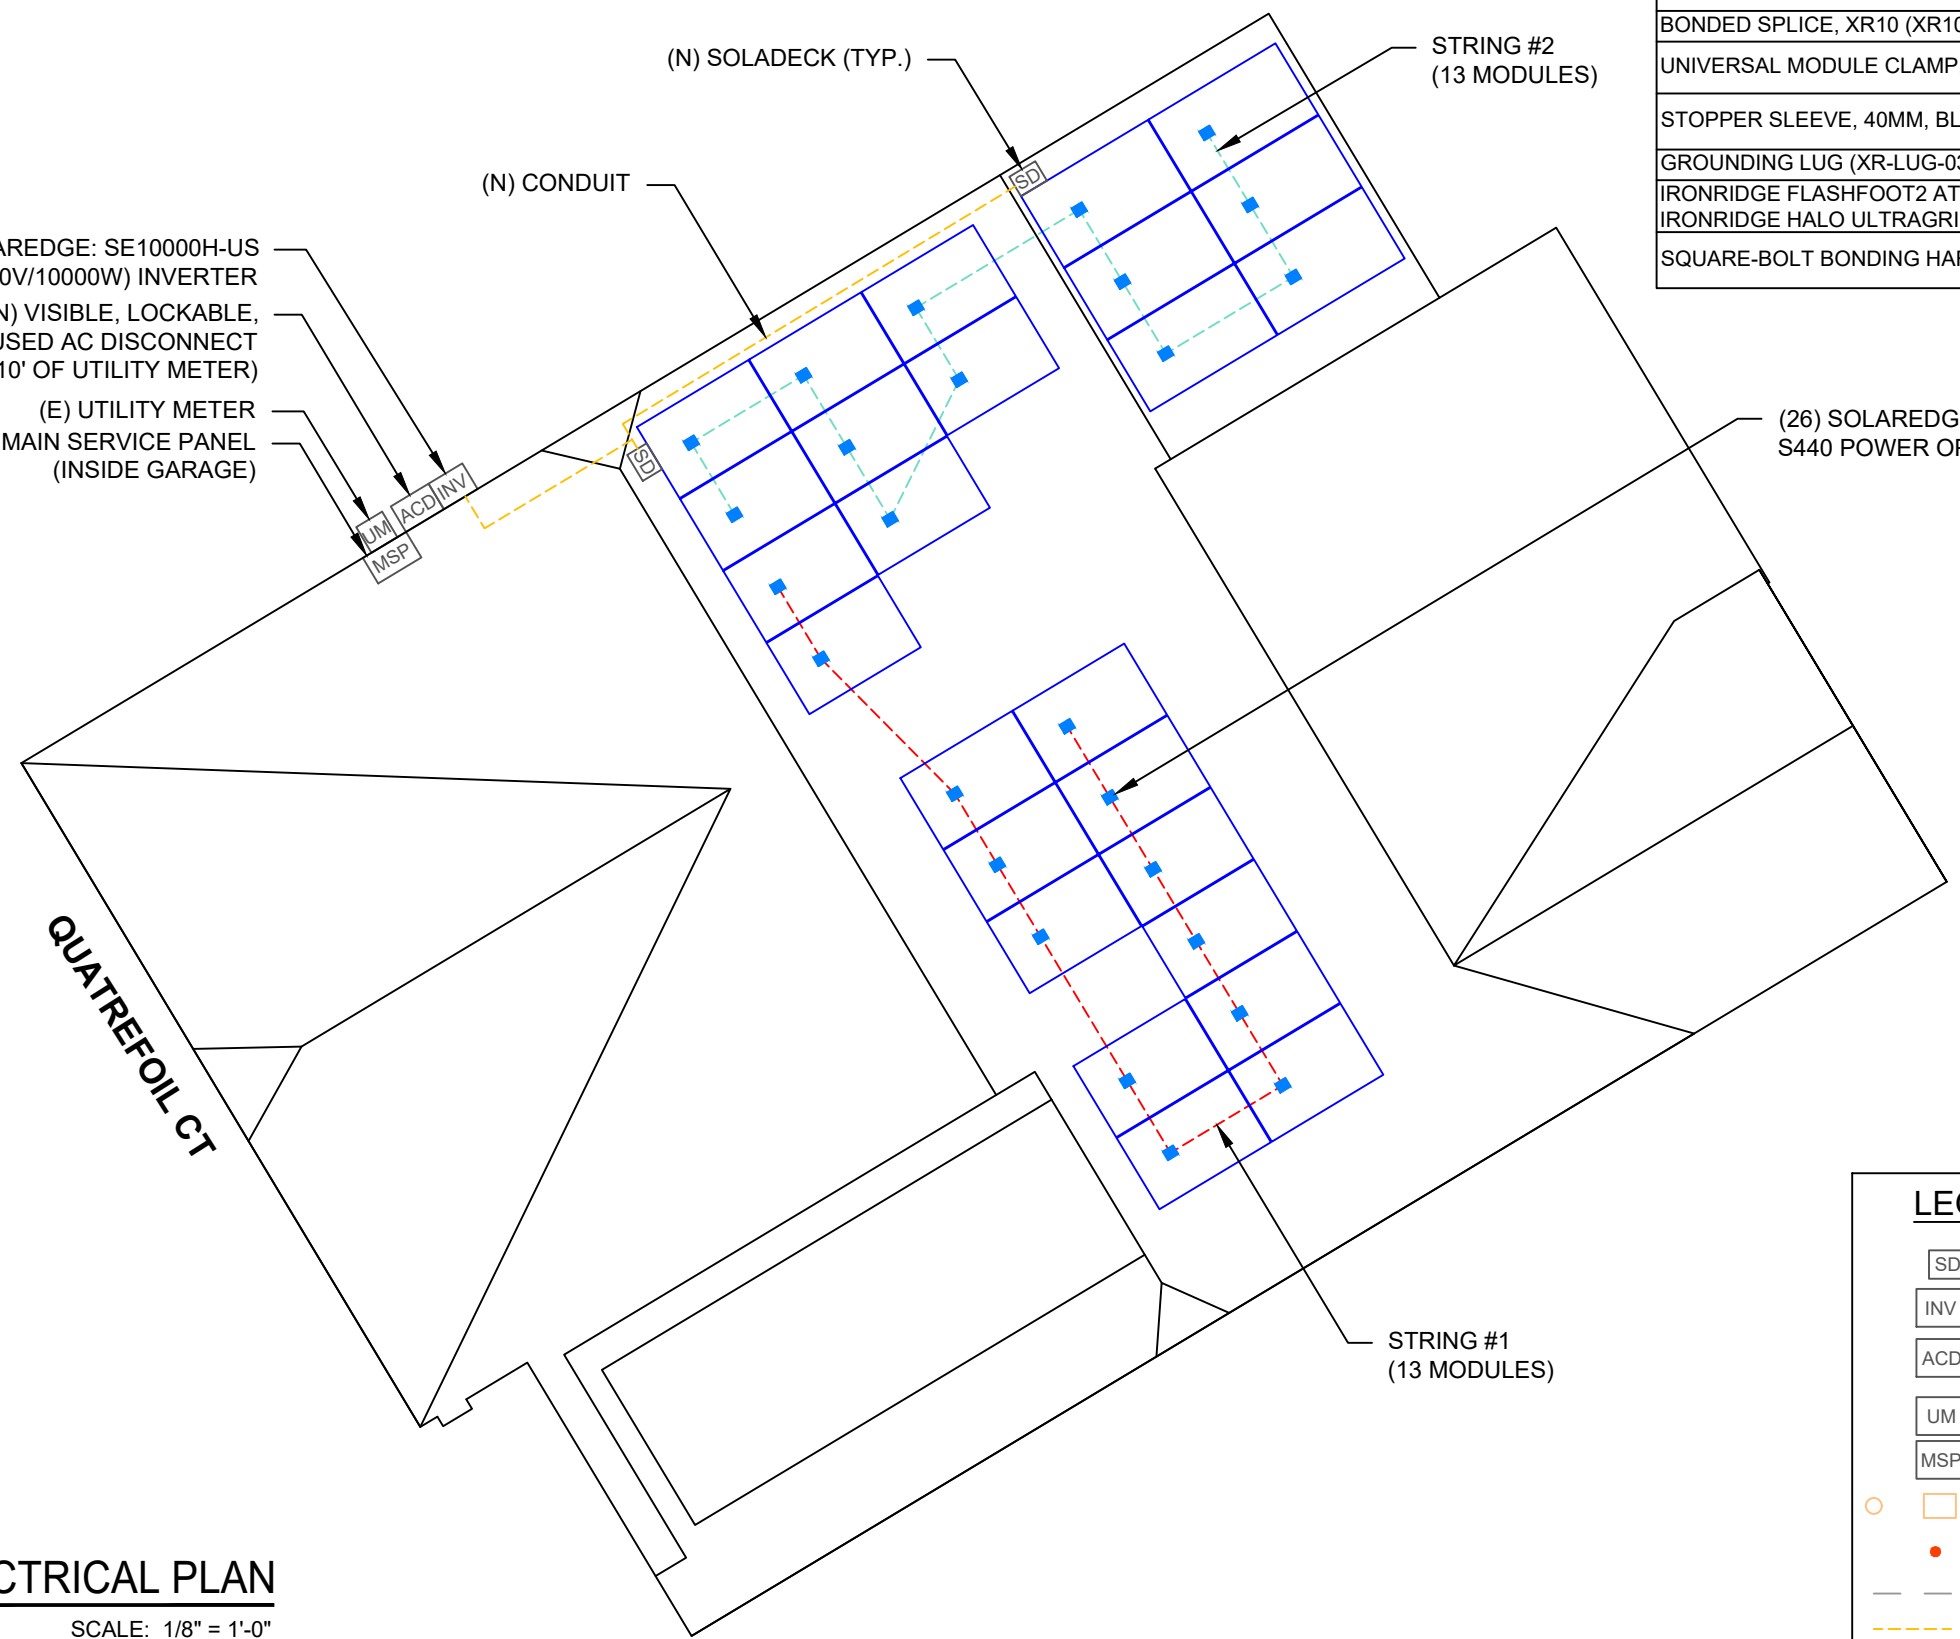 BONDED SPLICE, XR10 (XR10
UNIVERSAL MODULE CLAMP
STOPPER SLEEVE, 40MM, BL
GROUNDING LUG (XR-LUG-03
IRONRIDGE FLASHFOOT2 AT
IRONRIDGE HALO ULTRAGRI
SQUARE-BOLT BONDING HA
(N) SOLADECK (TYP.)
STRING #2
(13 MODULES)
(N) CONDUIT
SD
AREDGE: SE10000H-US
0V/10000W) INVERTER
N) VISIBLE, LOCKABLE,
USED AC DISCONNECT
10' OF UTILITY METER)
(E) UTILITY METER
MAIN SERVICE PANEL
(INSIDE GARAGE)
(26) SOLAREDG
S440 POWER OP
SD
INV
ACD
UM
MSP
QUATREFOIL CT
STRING #1
(13 MODULES)
LEG
SD
INV
ACD
UM
MSP
CTRICAL PLAN
SCALE: 1/8" = 1'-0"